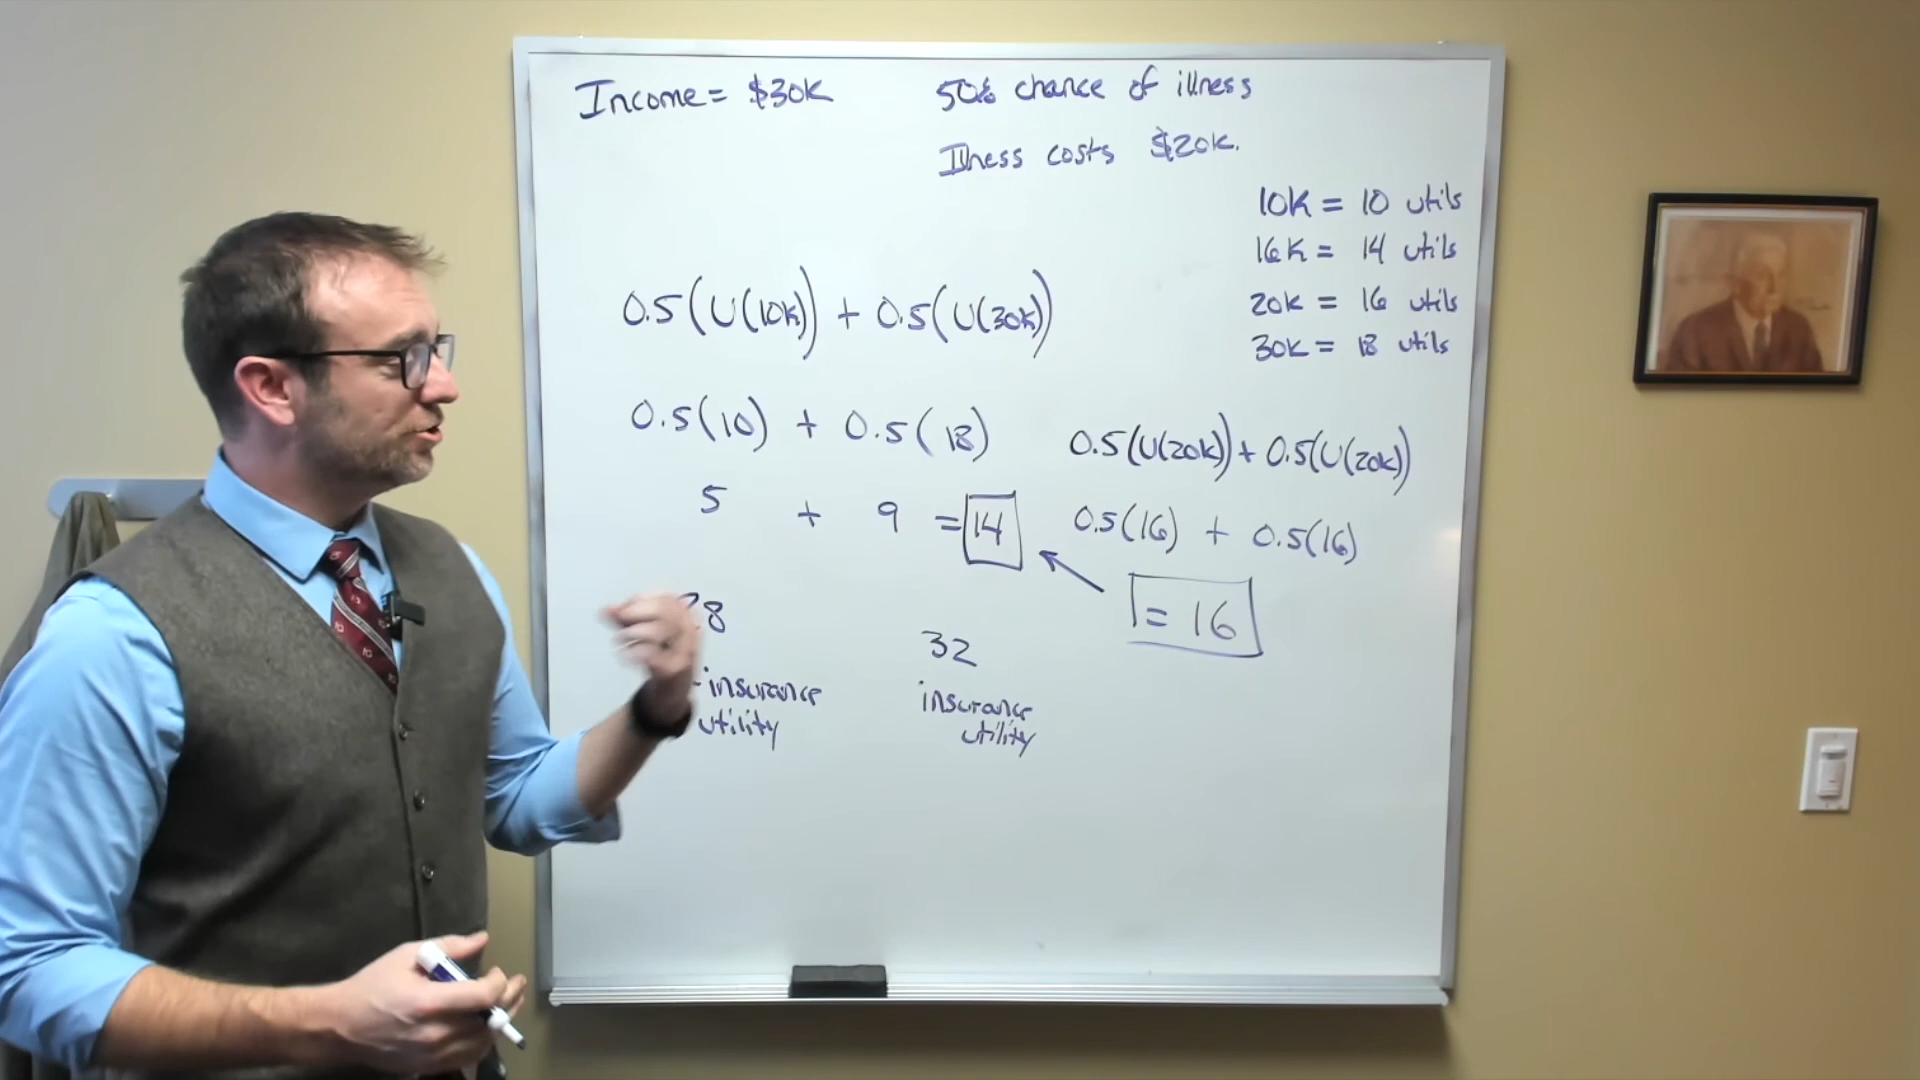 Income = $30K
50% chance of illness
Illness costs $20K.
10K = 10 utils
16K = 14 utils
20K = 16 utils
30K = 18 utils
0.5(U(10K)) + 0.5(U(30K))
0.5(10) + 0.5(18)
5 + 9 = 14
0.5(U(20K)) + 0.5(U(20K))
0.5(16) + 0.5(16)
= 16
8
-insurance
utility
32
insurance
utility